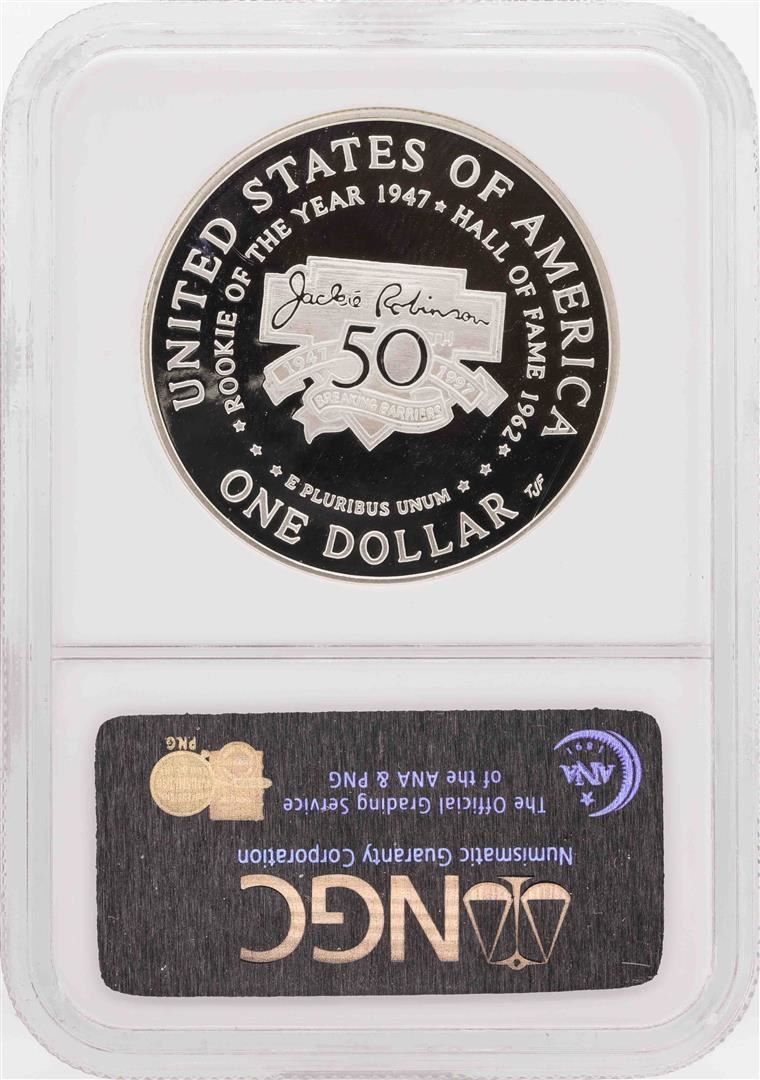 UNITED STATES OF AMERICA
ROOKIE OF THE YEAR 1947 ★ HALL OF FAME 1962
Jackie Robinson
50TH
1947 1997
BREAKING BARRIERS
E PLURIBUS UNUM
ONE DOLLAR
TJF
NGC
Numismatic Guaranty Corporation
The Official Grading Service
of the ANA & PNG
ANA
1891
PNG